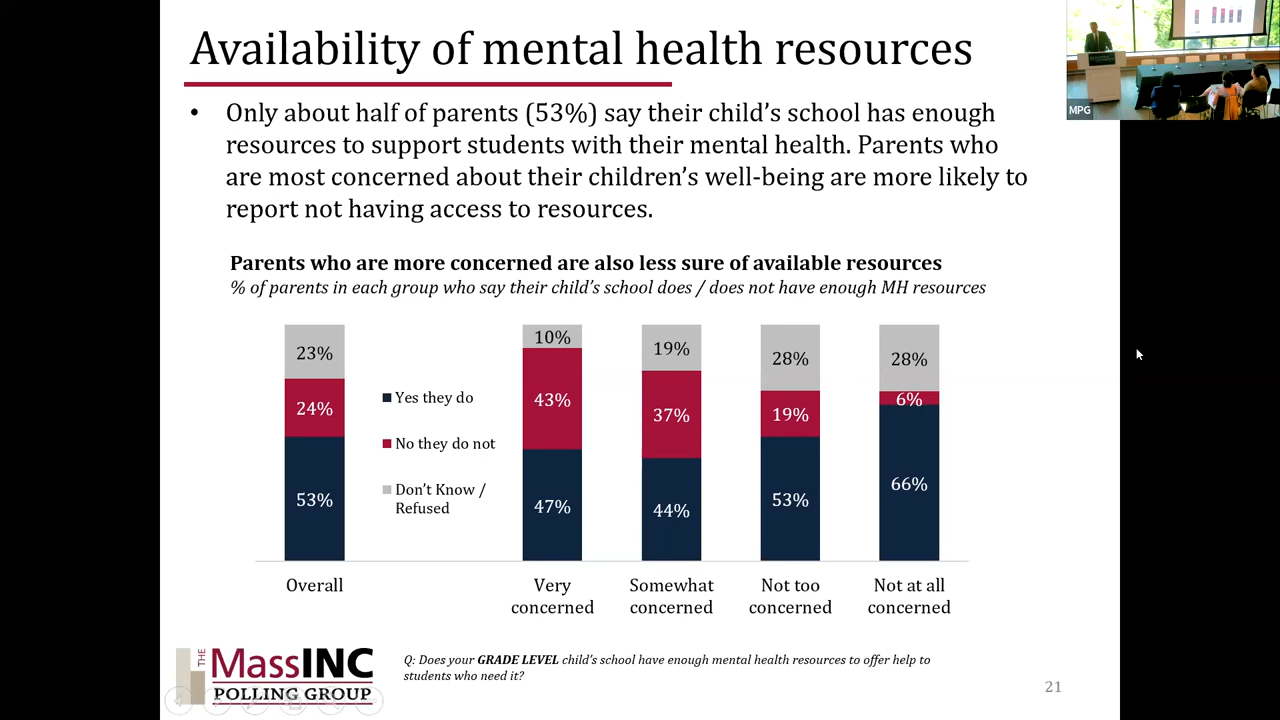 Availability of mental health resources
MPG
• Only about half of parents (53%) say their child’s school has enough
resources to support students with their mental health. Parents who
are most concerned about their children’s well-being are more likely to
report not having access to resources.
Parents who are more concerned are also less sure of available resources
% of parents in each group who say their child’s school does / does not have enough MH resources
23%
24%
53%
Yes they do
No they do not
Don’t Know /
Refused
10%
43%
47%
19%
37%
44%
28%
19%
53%
28%
6%
66%
Overall
Very
concerned
Somewhat
concerned
Not too
concerned
Not at all
concerned
THE
MassINC
POLLING GROUP
Q: Does your GRADE LEVEL child’s school have enough mental health resources to offer help to
students who need it?
21